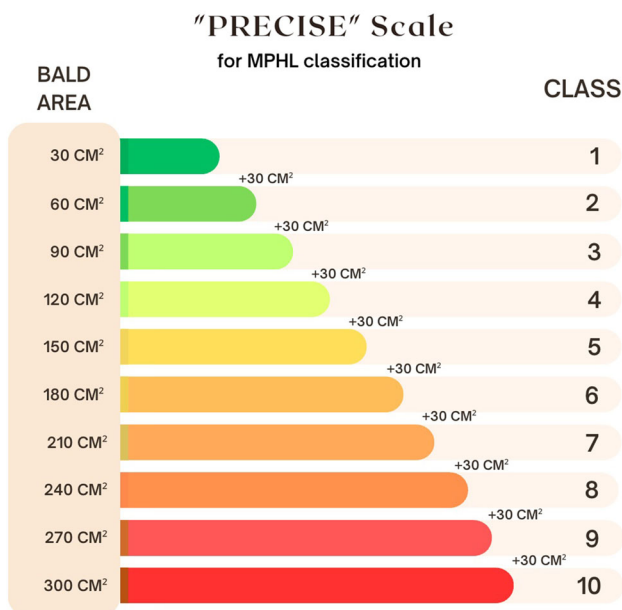 "PRECISE" Scale
for MPHL classification
BALD
AREA
CLASS
30 CM² 1
+30 CM²
60 CM² 2
+30 CM²
90 CM² 3
+30 CM²
120 CM² 4
+30 CM²
150 CM² 5
+30 CM²
180 CM² 6
+30 CM²
210 CM² 7
+30 CM²
240 CM² 8
+30 CM²
270 CM² 9
+30 CM²
300 CM² 10